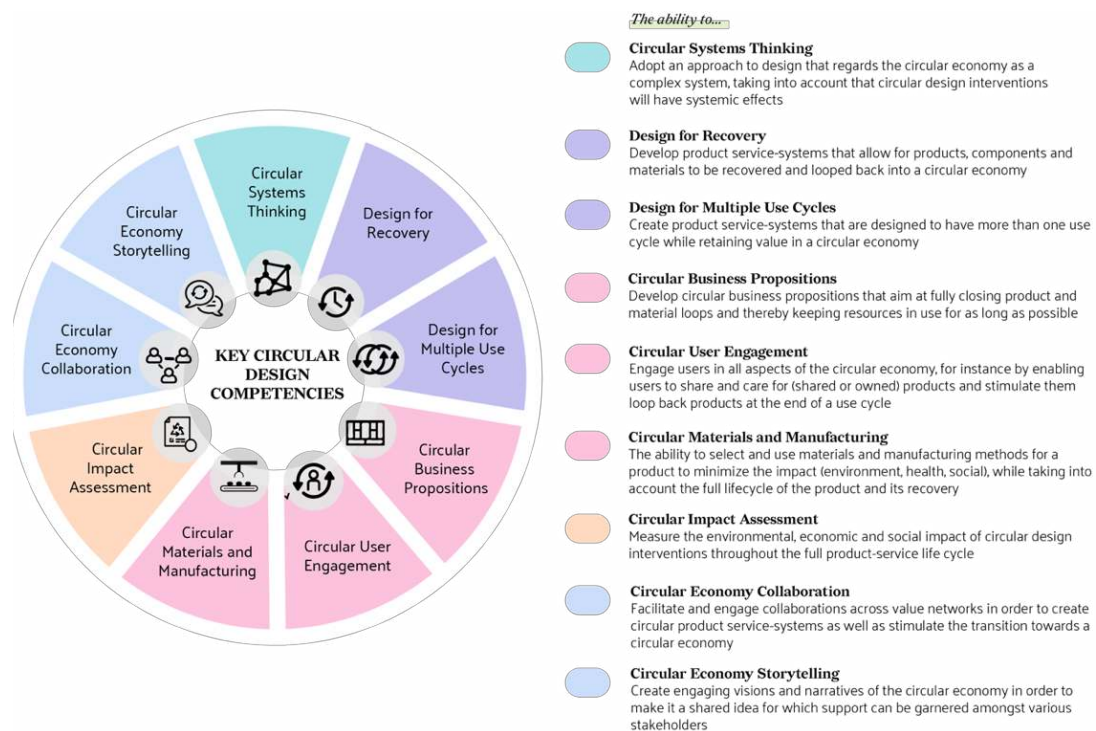 Circular
Systems
Thinking
Design for
Recovery
Design for
Multiple Use
Cycles
Circular
Business
Propositions
Circular User
Engagement
Circular
Materials and
Manufacturing
Circular
Impact
Assessment
Circular
Economy
Collaboration
Circular
Economy
Storytelling
KEY CIRCULAR
DESIGN
COMPETENCIES
The ability to...
Circular Systems Thinking
Adopt an approach to design that regards the circular economy as a
complex system, taking into account that circular design interventions
will have systemic effects
Design for Recovery
Develop product service-systems that allow for products, components and
materials to be recovered and looped back into a circular economy
Design for Multiple Use Cycles
Create product service-systems that are designed to have more than one use
cycle while retaining value in a circular economy
Circular Business Propositions
Develop circular business propositions that aim at fully closing product and
material loops and thereby keeping resources in use for as long as possible
Circular User Engagement
Engage users in all aspects of the circular economy, for instance by enabling
users to share and care for (shared or owned) products and stimulate them
loop back products at the end of a use cycle
Circular Materials and Manufacturing
The ability to select and use materials and manufacturing methods for a
product to minimize the impact (environment, health, social), while taking into
account the full lifecycle of the product and its recovery
Circular Impact Assessment
Measure the environmental, economic and social impact of circular design
interventions throughout the full product-service life cycle
Circular Economy Collaboration
Facilitate and engage collaborations across value networks in order to create
circular product service-systems as well as stimulate the transition towards a
circular economy
Circular Economy Storytelling
Create engaging visions and narratives of the circular economy in order to
make it a shared idea for which support can be garnered amongst various
stakeholders